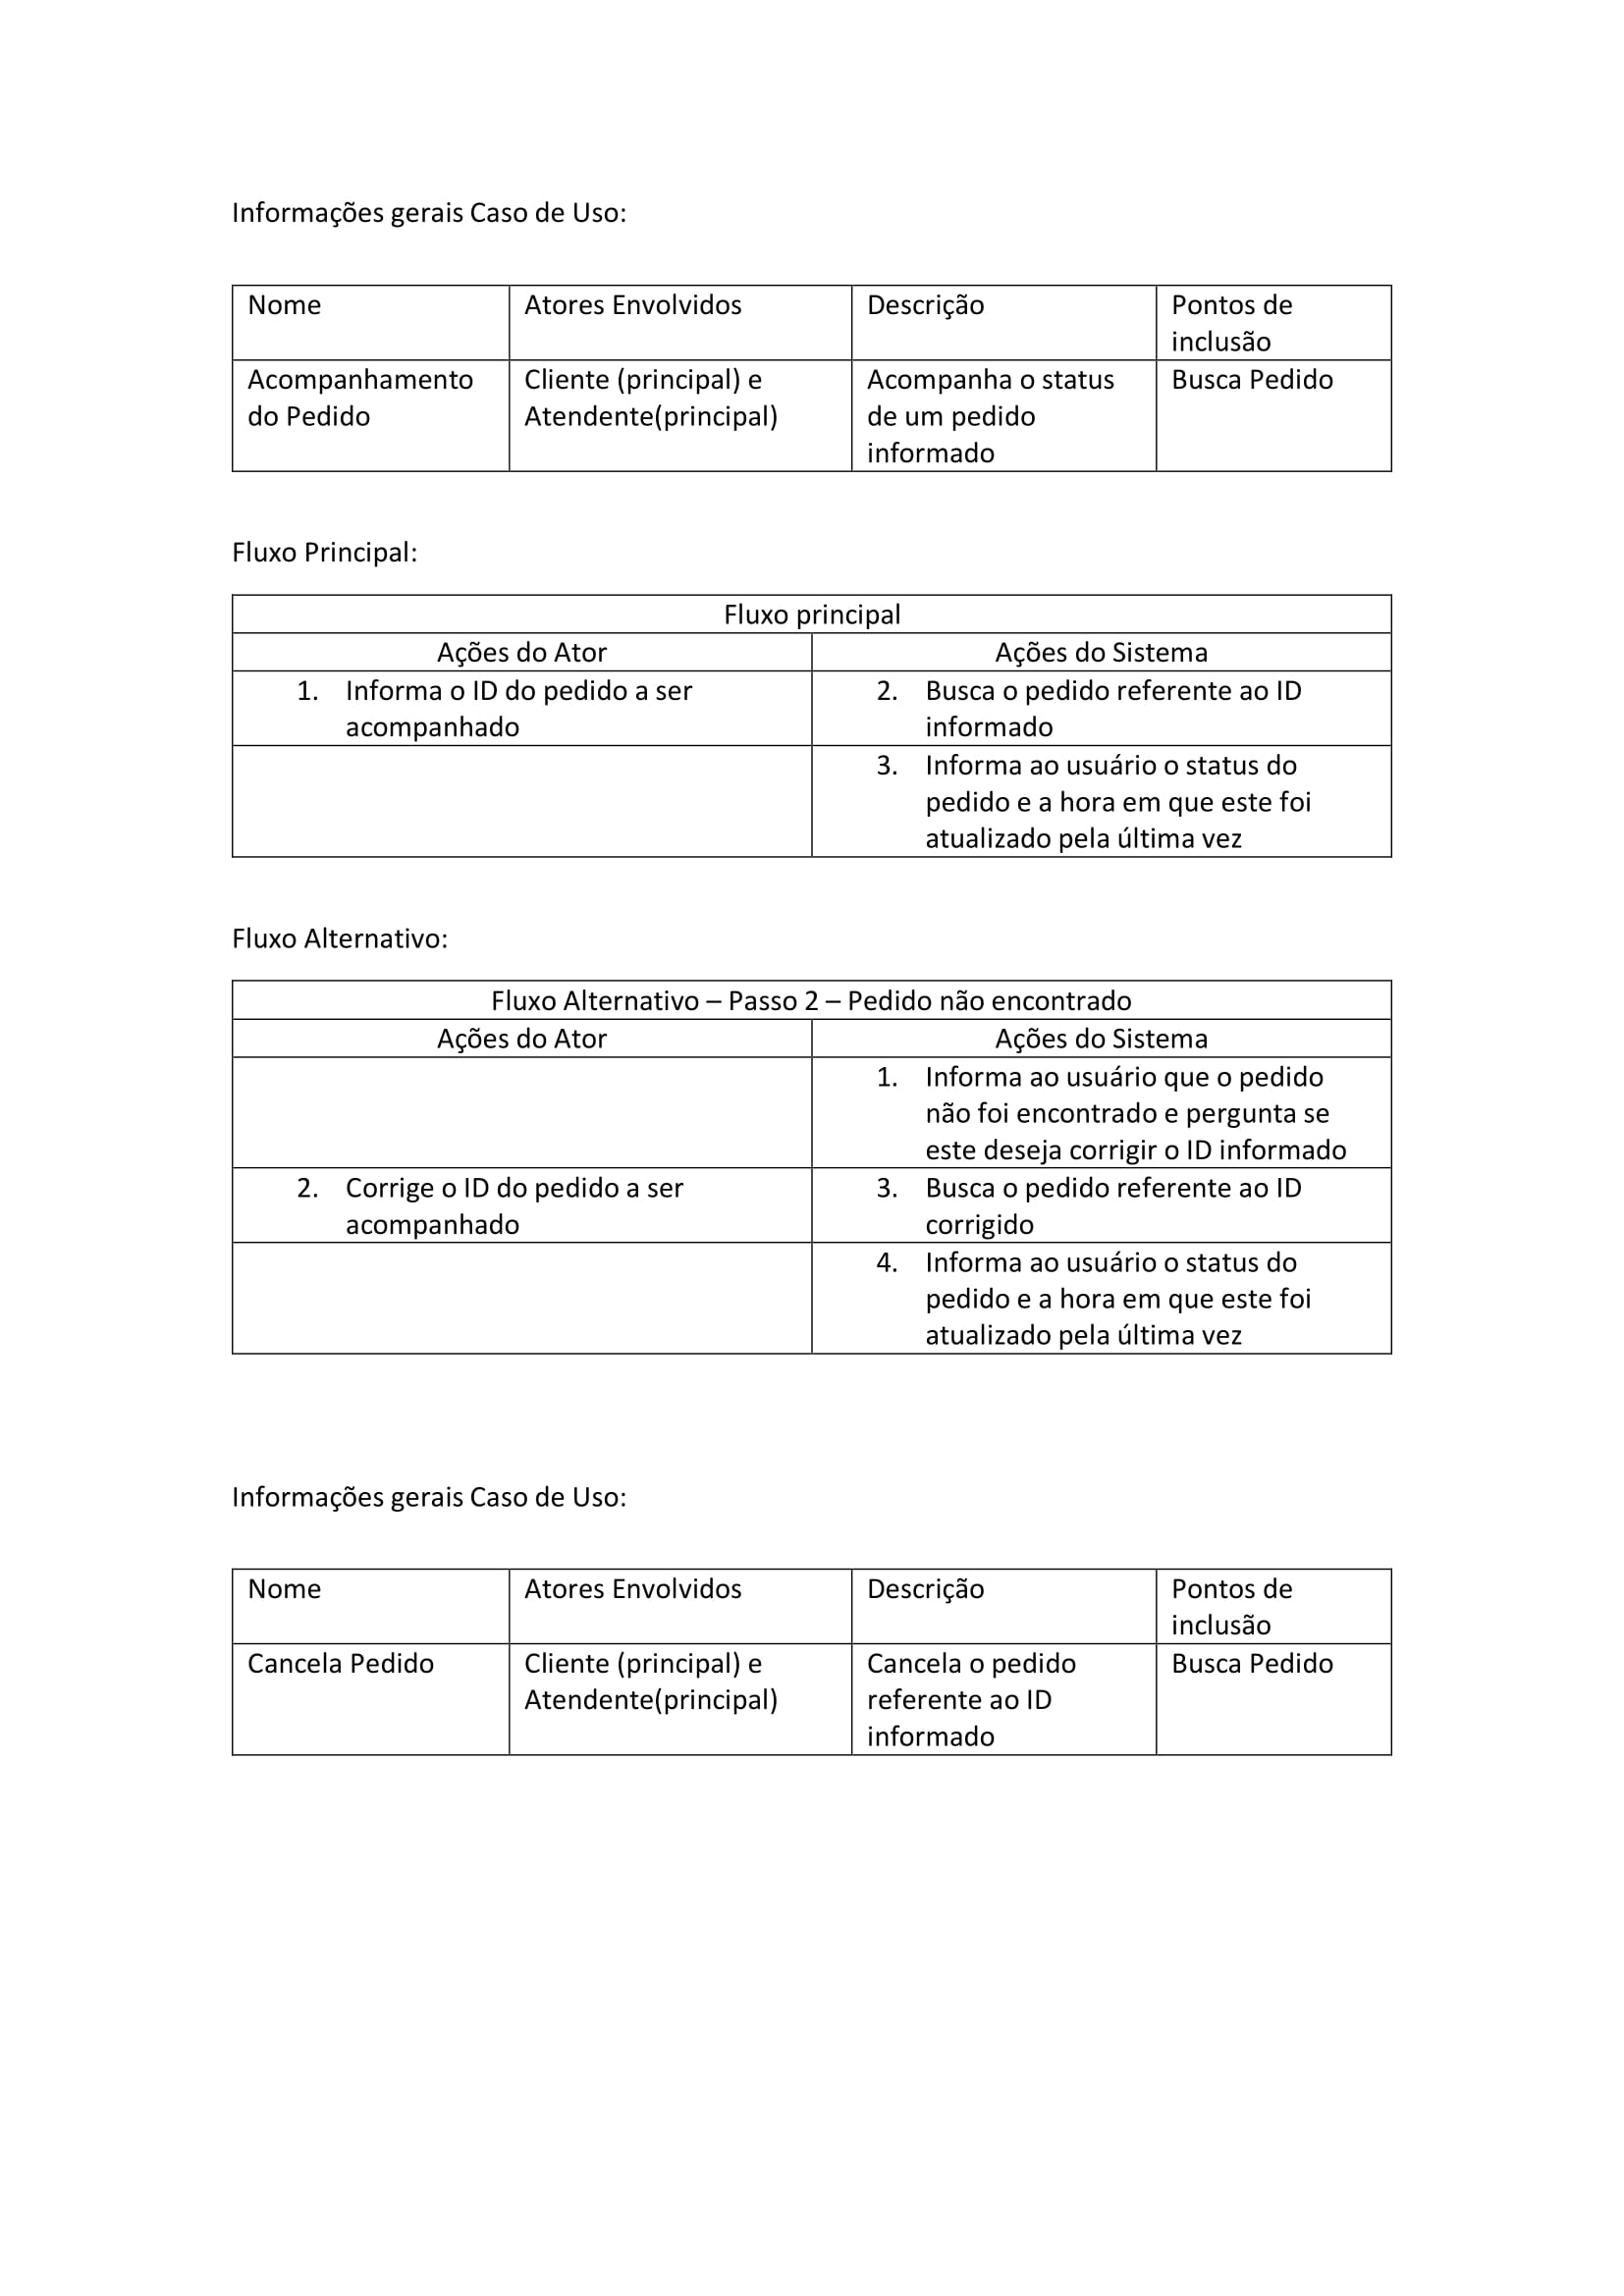 Informações gerais Caso de Uso:
Nome
Atores Envolvidos
Descrição
Pontos de
inclusão
Acompanhamento
do Pedido
Cliente (principal) e
Atendente(principal)
Acompanha o status
de um pedido
informado
Busca Pedido
Fluxo Principal:
Fluxo principal
Ações do Ator
Ações do Sistema
1. Informa o ID do pedido a ser
acompanhado
2. Busca o pedido referente ao ID
informado
3. Informa ao usuário o status do
pedido e a hora em que este foi
atualizado pela última vez
Fluxo Alternativo:
Fluxo Alternativo – Passo 2 – Pedido não encontrado
Ações do Ator
Ações do Sistema
1. Informa ao usuário que o pedido
não foi encontrado e pergunta se
este deseja corrigir o ID informado
2. Corrige o ID do pedido a ser
acompanhado
3. Busca o pedido referente ao ID
corrigido
4. Informa ao usuário o status do
pedido e a hora em que este foi
atualizado pela última vez
Informações gerais Caso de Uso:
Nome
Atores Envolvidos
Descrição
Pontos de
inclusão
Cancela Pedido
Cliente (principal) e
Atendente(principal)
Cancela o pedido
referente ao ID
informado
Busca Pedido